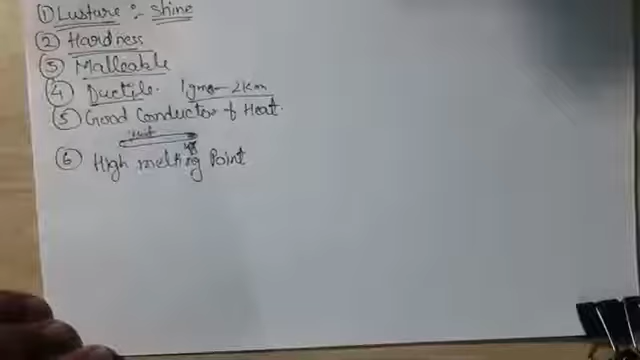 ① Lusture :- Shine
② Hardness
③ Malleable
④ Ductile. 1gm - 2Km
⑤ Good Conductor of Heat.
⑥ High melting Point